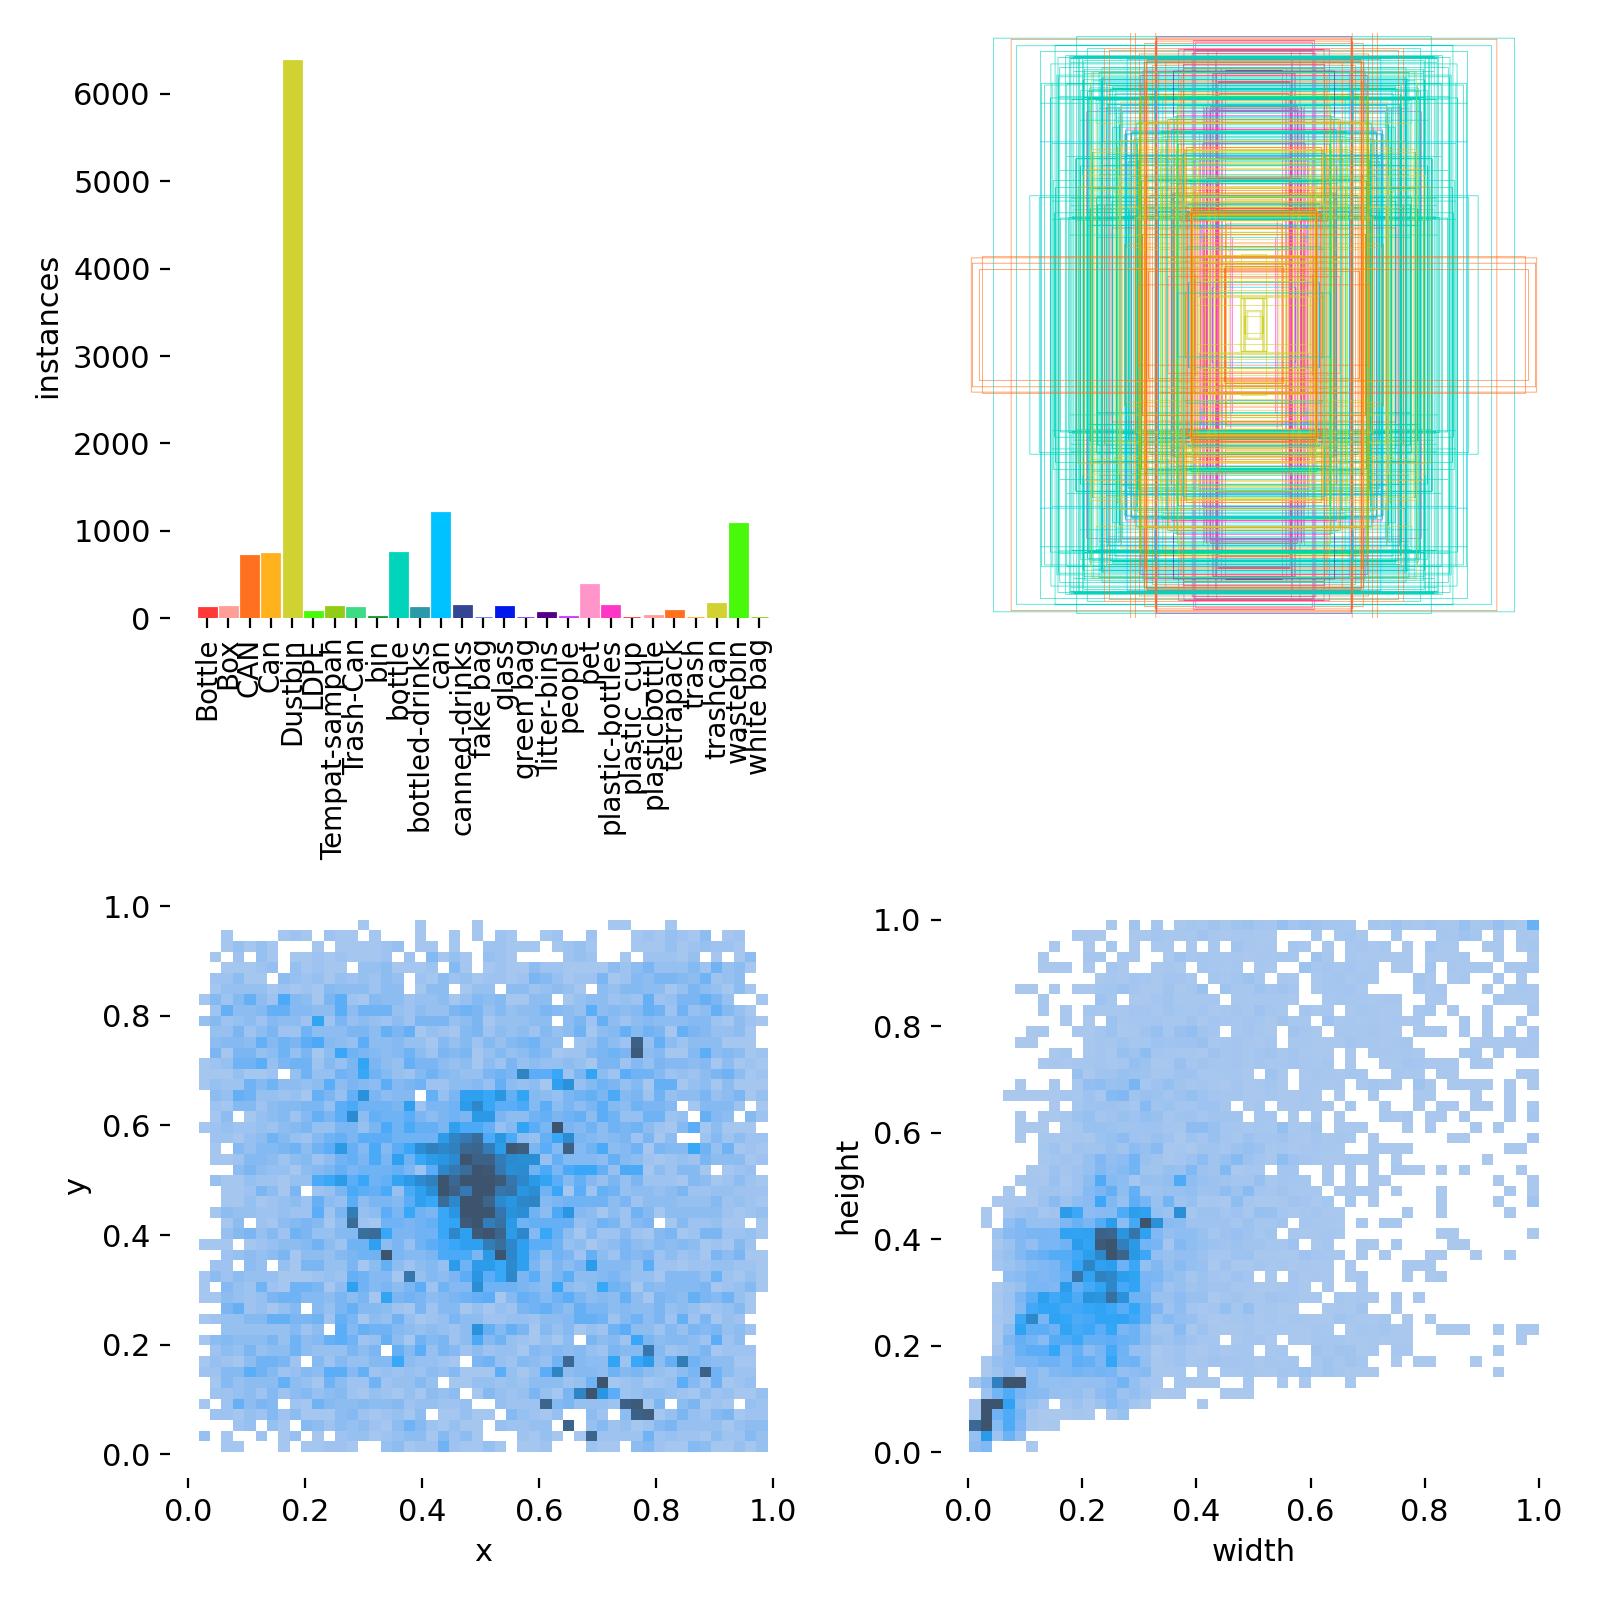 instances
6000
5000
4000
3000
2000
1000
0
Bottle
Box
CAN
Can
Dustbin
LDPE
Tempat-sampah
Trash-Can
bin
bottle
bottled-drinks
can
canned-drinks
fake bag
glass
green bag
litter-bins
people
pet
plastic-bottles
plastic cup
plasticbottle
tetrapack
trash
trashcan
wastebin
white bag
y
1.0
0.8
0.6
0.4
0.2
0.0
0.0 0.2 0.4 0.6 0.8 1.0
x
height
1.0
0.8
0.6
0.4
0.2
0.0
0.0 0.2 0.4 0.6 0.8 1.0
width